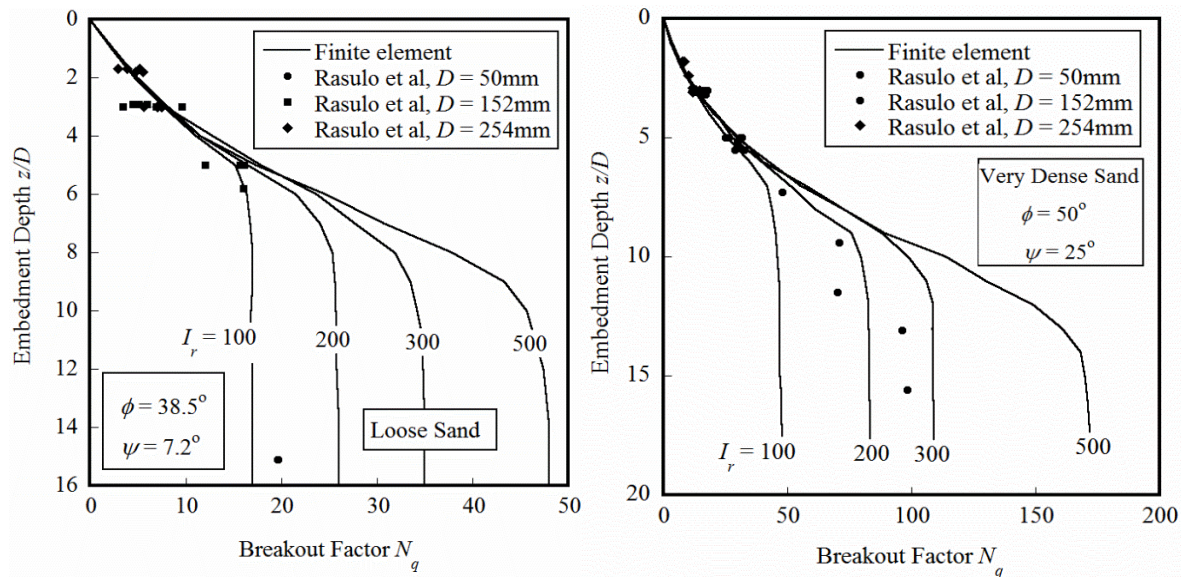 0
2
4
6
8
10
12
14
16
Embedment Depth z/D
Finite element
Rasulo et al, D = 50mm
Rasulo et al, D = 152mm
Rasulo et al, D = 254mm
I_r = 100
200
300
500
ϕ = 38.5°
ψ = 7.2°
Loose Sand
0 10 20 30 40 50
Breakout Factor N_q
0
5
10
15
20
Embedment Depth z/D
Finite element
Rasulo et al, D = 50mm
Rasulo et al, D = 152mm
Rasulo et al, D = 254mm
Very Dense Sand
ϕ = 50°
ψ = 25°
I_r = 100
200
300
500
0 50 100 150 200
Breakout Factor N_q